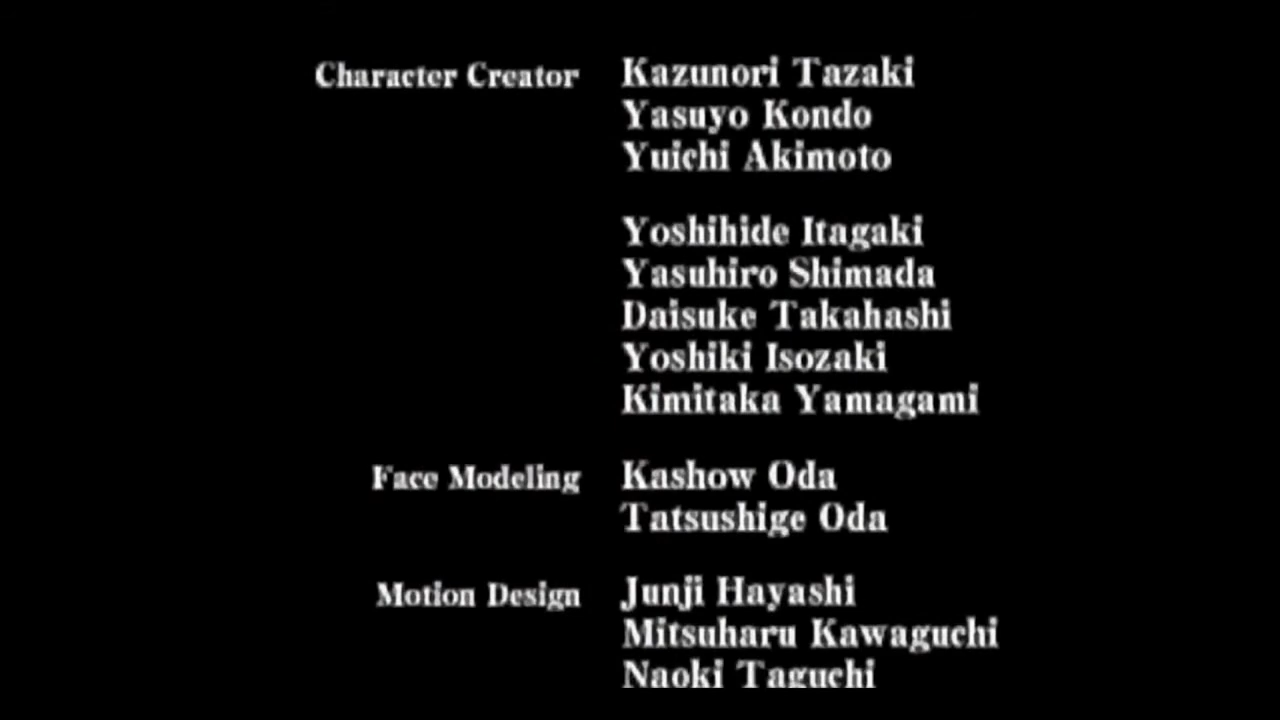 Character Creator Kazunori Tazaki
Yasuyo Kondo
Yuichi Akimoto
Yoshihide Itagaki
Yasuhiro Shimada
Daisuke Takahashi
Yoshiki Isozaki
Kimitaka Yamagami
Face Modeling Kashow Oda
Tatsushige Oda
Motion Design Junji Hayashi
Mitsuharu Kawaguchi
Naoki Taguchi